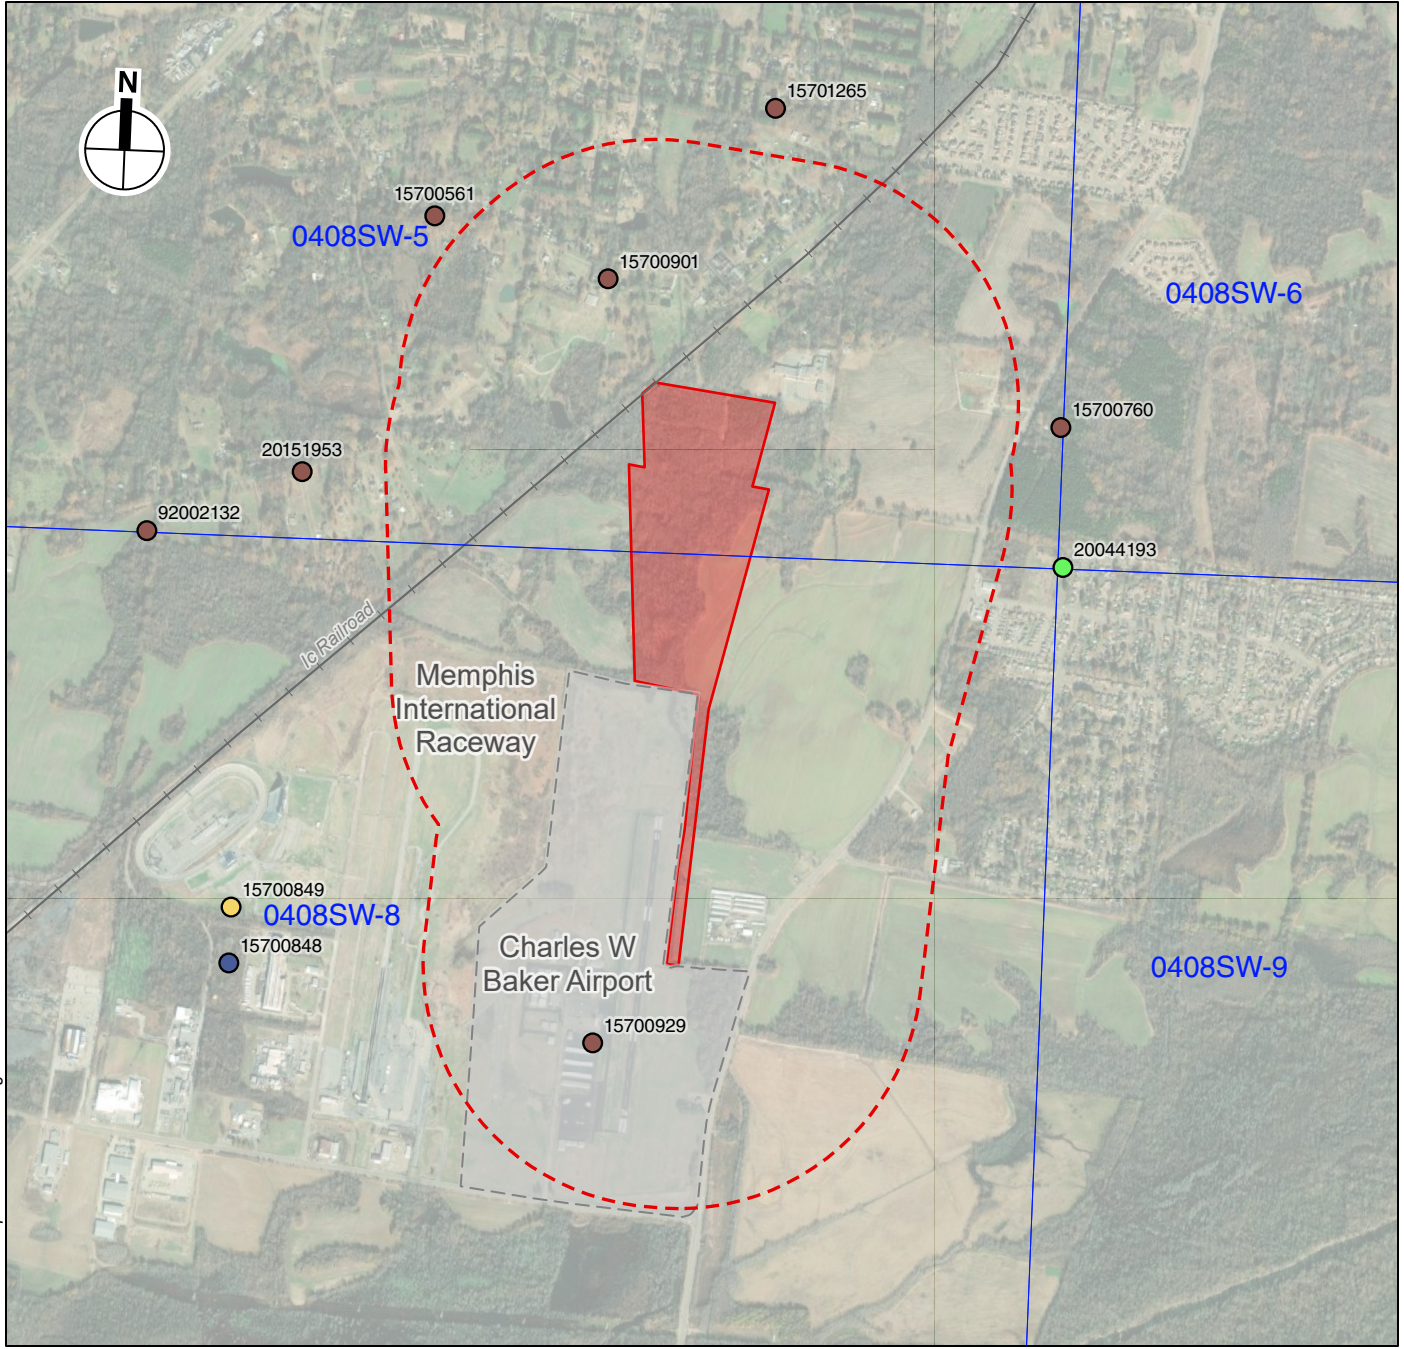 N
15701265
15700561
0408SW-5
15700901
0408SW-6
15700760
20151953
92002132
20044193
Ic Railroad
Memphis
International
Raceway
15700849
0408SW-8
15700848
Charles W
Baker Airport
0408SW-9
15700929